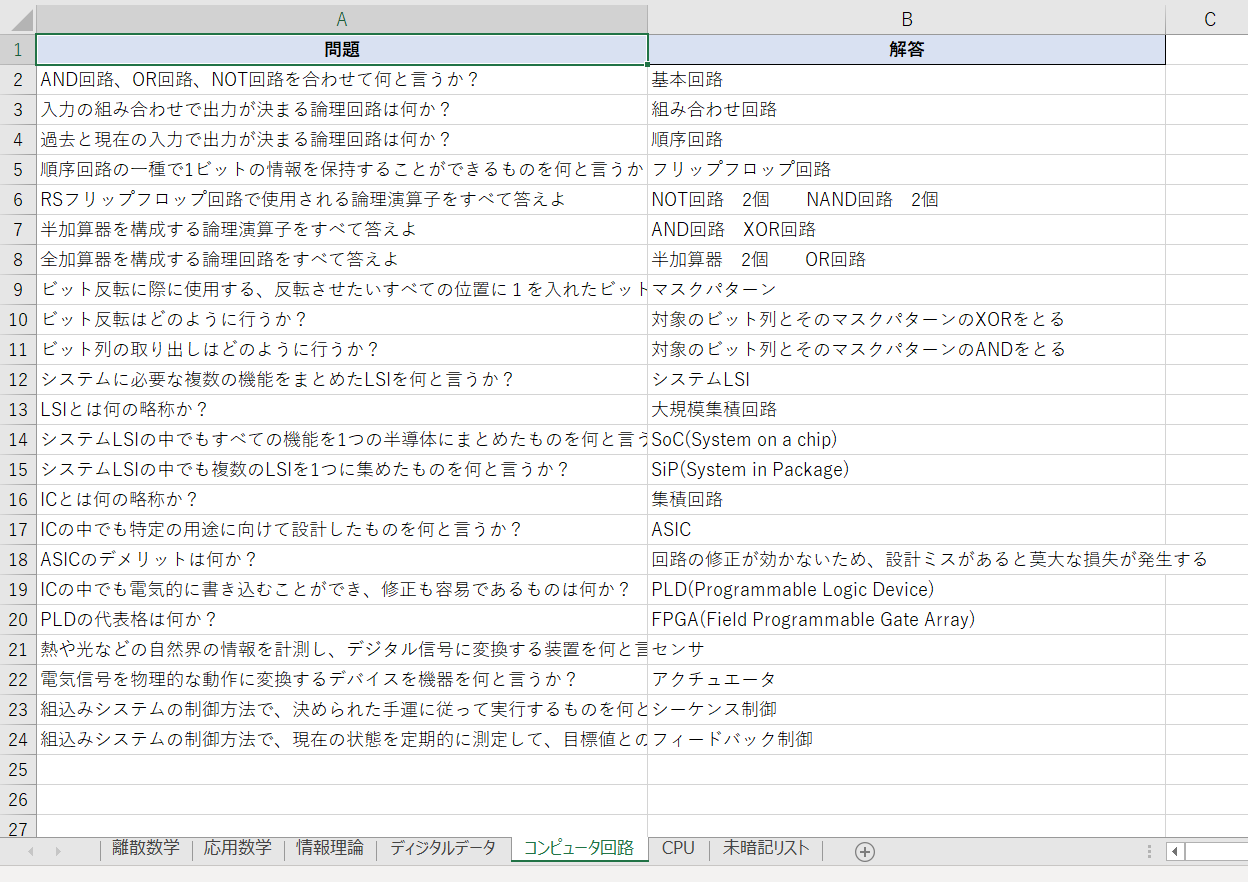 A B C
1 問題 解答
2 AND回路、OR回路、NOT回路を合わせて何と言うか？ 基本回路
3 入力の組み合わせで出力が決まる論理回路は何か？ 組み合わせ回路
4 過去と現在の入力で出力が決まる論理回路は何か？ 順序回路
5 順序回路の一種で1ビットの情報を保持することができるものを何と言うか フリップフロップ回路
6 RSフリップフロップ回路で使用される論理演算子をすべて答えよ NOT回路　2個　　NAND回路　2個
7 半加算器を構成する論理演算子をすべて答えよ AND回路　XOR回路
8 全加算器を構成する論理回路をすべて答えよ 半加算器　2個　　OR回路
9 ビット反転に際に使用する、反転させたいすべての位置に１を入れたビット マスクパターン
10 ビット反転はどのように行うか？ 対象のビット列とそのマスクパターンのXORをとる
11 ビット列の取り出しはどのように行うか？ 対象のビット列とそのマスクパターンのANDをとる
12 システムに必要な複数の機能をまとめたLSIを何と言うか？ システムLSI
13 LSIとは何の略称か？ 大規模集積回路
14 システムLSIの中でもすべての機能を1つの半導体にまとめたものを何と言う SoC(System on a chip)
15 システムLSIの中でも複数のLSIを1つに集めたものを何と言うか？ SiP(System in Package)
16 ICとは何の略称か？ 集積回路
17 ICの中でも特定の用途に向けて設計したものを何と言うか？ ASIC
18 ASICのデメリットは何か？ 回路の修正が効かないため、設計ミスがあると莫大な損失が発生する
19 ICの中でも電気的に書き込むことができ、修正も容易であるものは何か？ PLD(Programmable Logic Device)
20 PLDの代表格は何か？ FPGA(Field Programmable Gate Array)
21 熱や光などの自然界の情報を計測し、デジタル信号に変換する装置を何と言 センサ
22 電気信号を物理的な動作に変換するデバイスを機器を何と言うか？ アクチュエータ
23 組込みシステムの制御方法で、決められた手運に従って実行するものを何と シーケンス制御
24 組込みシステムの制御方法で、現在の状態を定期的に測定して、目標値との フィードバック制御
25
26
27
離散数学 応用数学 情報理論 ディジタルデータ コンピュータ回路 CPU 未暗記リスト